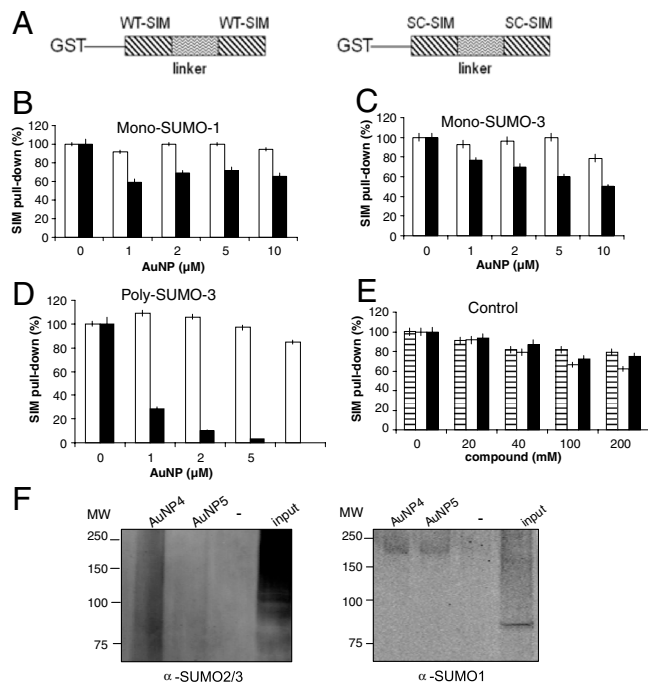 A
WT-SIM WT-SIM SC-SIM SC-SIM
GST GST
linker linker
B
Mono-SUMO-1
SIM pull-down (%)
120
100
80
60
40
20
0
0 1 2 5 10
AuNP (µM)
C
Mono-SUMO-3
SIM pull-down (%)
120
100
80
60
40
20
0
0 1 2 5 10
AuNP (µM)
D
Poly-SUMO-3
SIM pull-down (%)
120
100
80
60
40
20
0
0 1 2 5
AuNP (µM)
E
Control
SIM pull-down (%)
120
100
80
60
40
20
0
0 20 40 100 200
compound (mM)
F
MW AuNP4 AuNP5 - input
250
150
100
75
α-SUMO2/3
MW AuNP4 AuNP5 - input
250
150
100
75
α-SUMO1